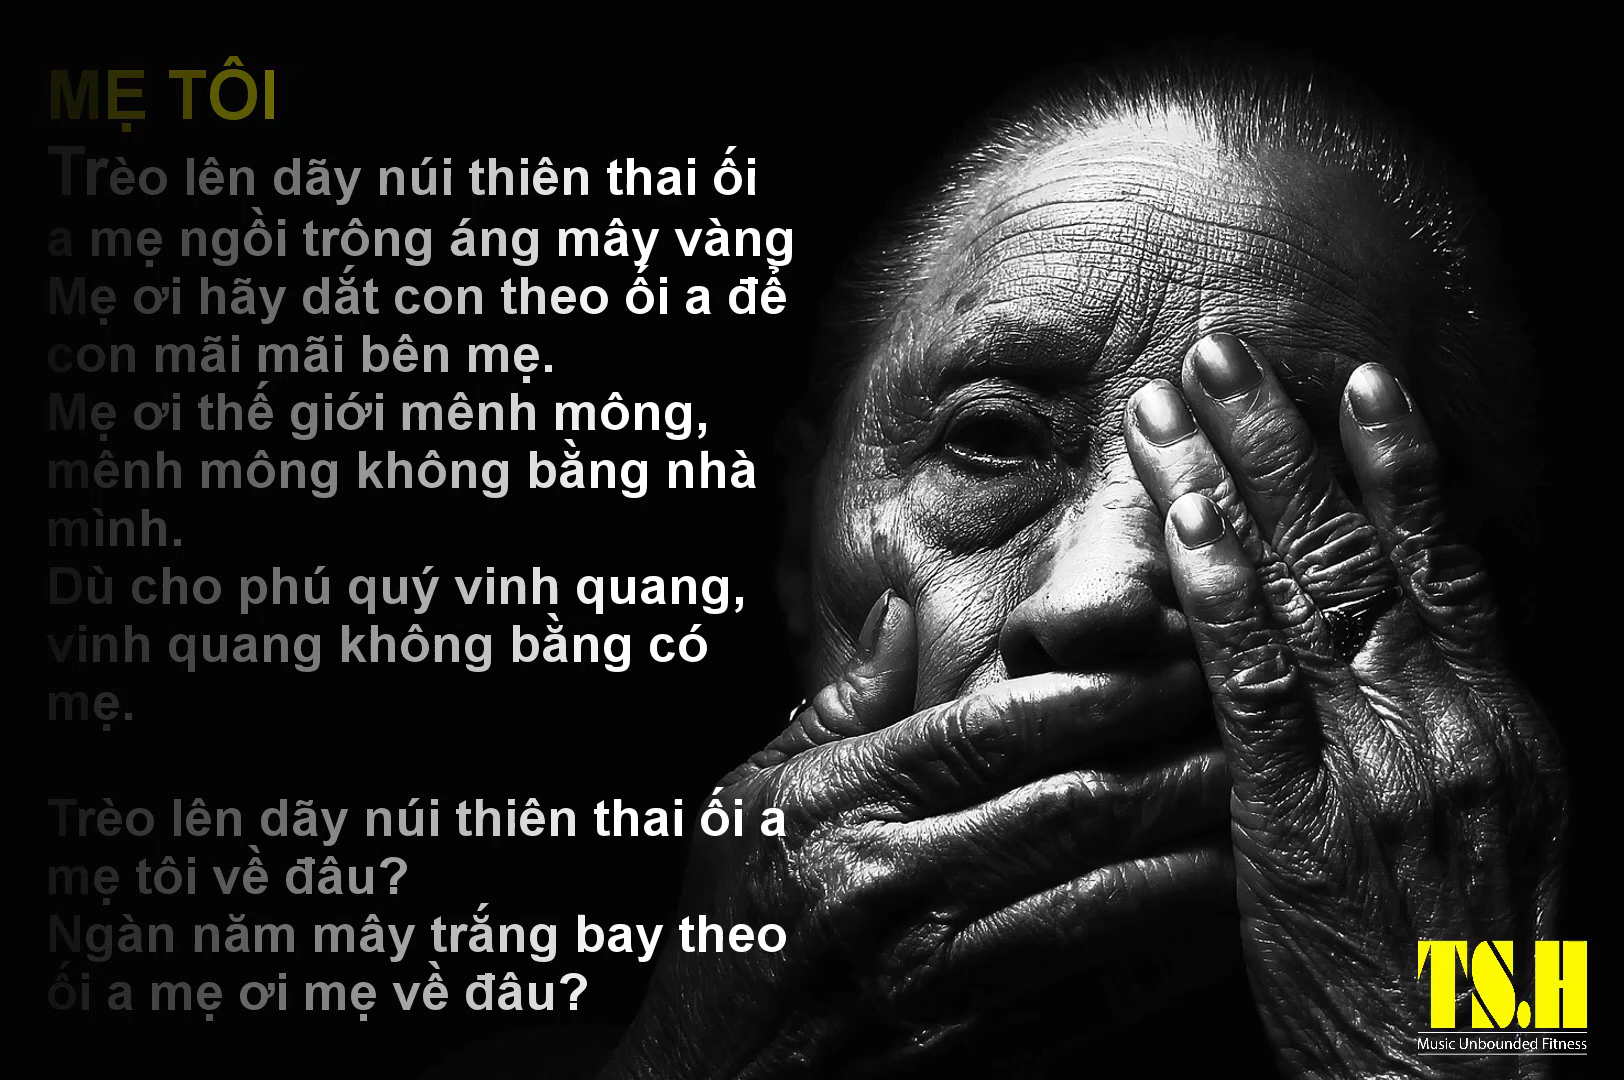 MẸ TÔI
Trèo lên dãy núi thiên thai ối
a mẹ ngồi trông áng mây vàng
Mẹ ơi hãy dắt con theo ối a để
con mãi mãi bên mẹ.
Mẹ ơi thế giới mênh mông,
mênh mông không bằng nhà
mình.
Dù cho phú quý vinh quang,
vinh quang không bằng có
mẹ.
Trèo lên dãy núi thiên thai ối a
mẹ tôi về đâu?
Ngàn năm mây trắng bay theo
ối a mẹ ơi mẹ về đâu?
TS.H
Music Unbounded Fitness